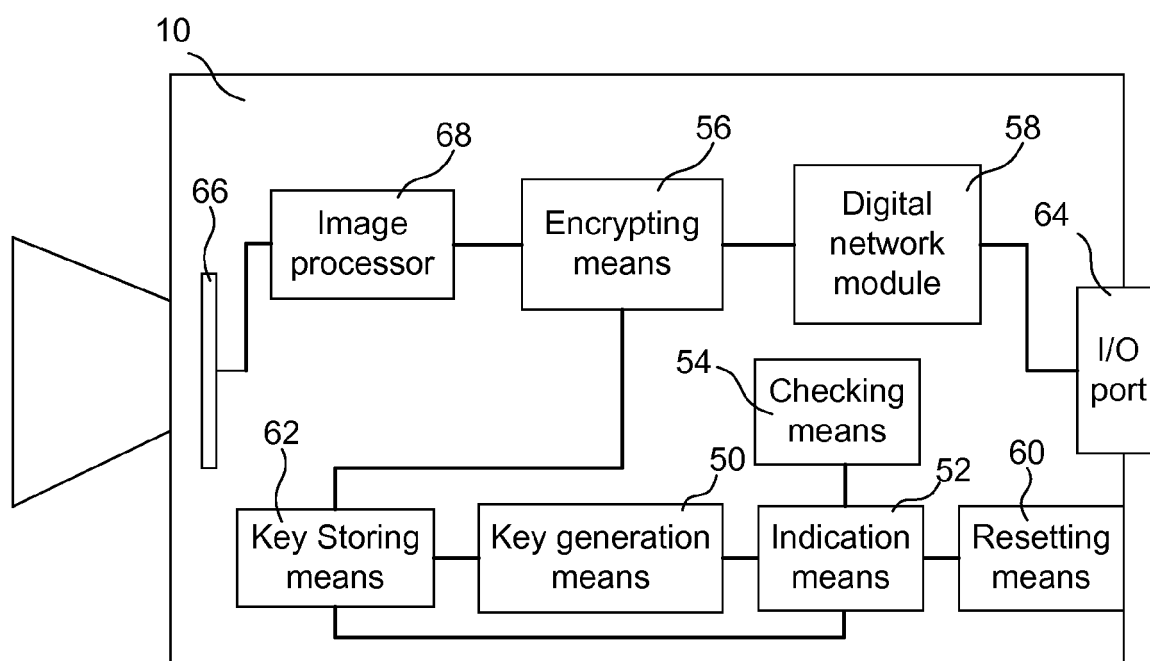 10
68
56
58
66
64
Image
processor
Encrypting
means
Digital
network
module
I/O
port
54
Checking
means
62
50
52
60
Key Storing
means
Key generation
means
Indication
means
Resetting
means